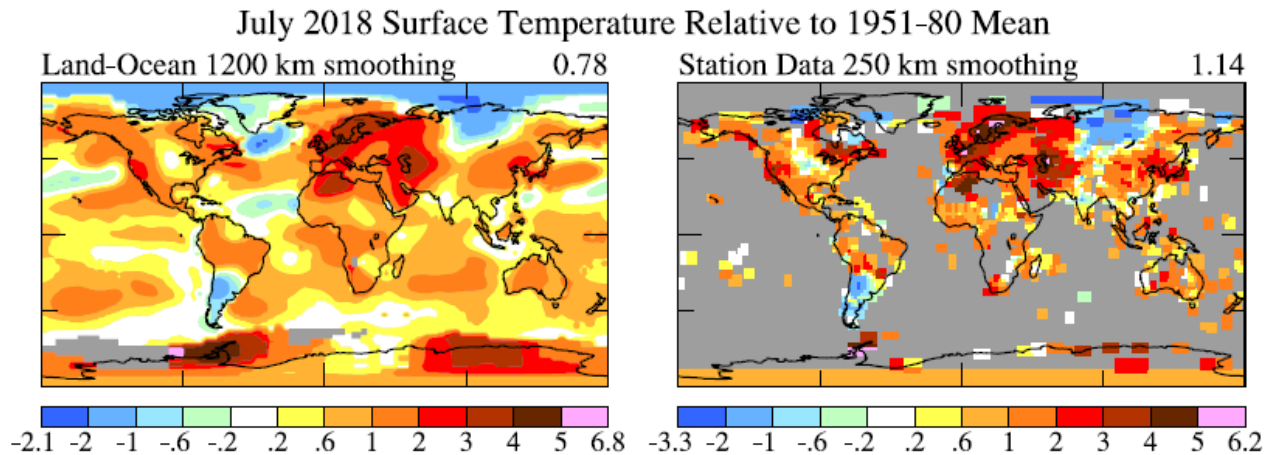 July 2018 Surface Temperature Relative to 1951-80 Mean
Land-Ocean 1200 km smoothing 0.78
Station Data 250 km smoothing 1.14
-2.1 -2 -1 -.6 -.2 .2 .6 1 2 3 4 5 6.8
-3.3 -2 -1 -.6 -.2 .2 .6 1 2 3 4 5 6.2